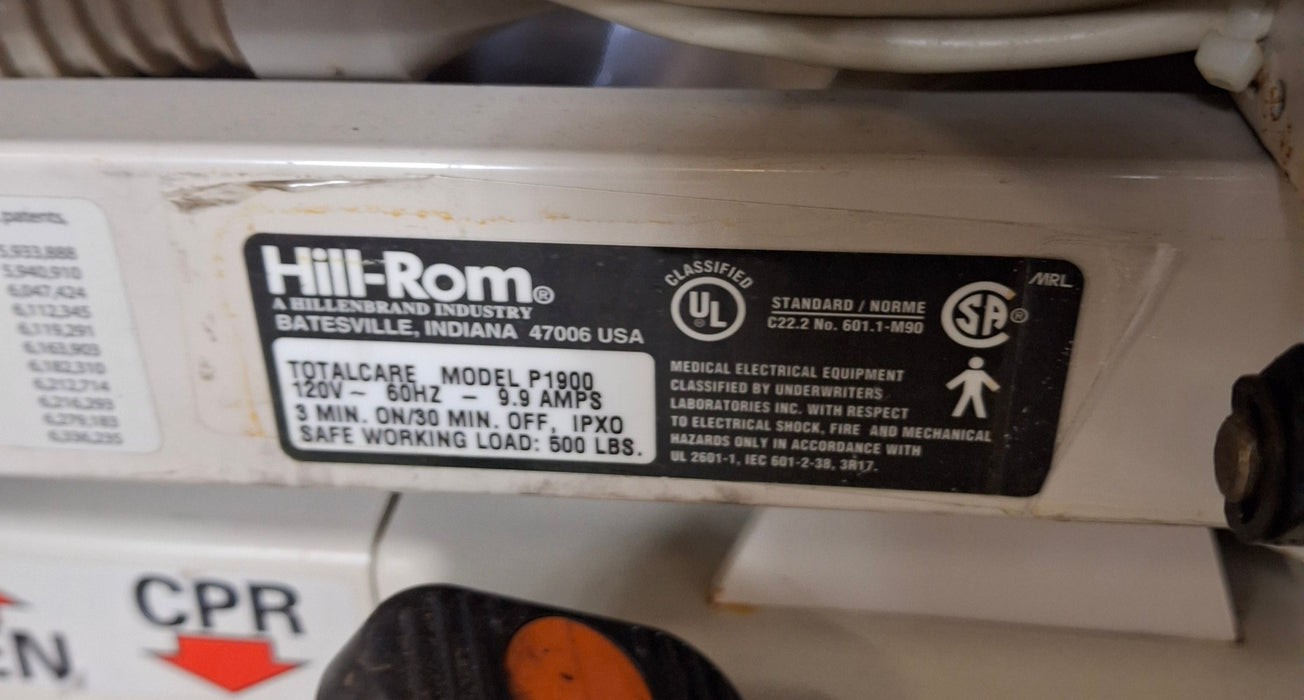 patents.
5,933,888
5,940,910
6,047,424
6,112,345
6,119,291
6,163,903
6,182,310
6,212,714
6,216,293
6,279,183
6,336,235
Hill-Rom®
A HILLENBRAND INDUSTRY
BATESVILLE, INDIANA 47006 USA
TOTALCARE MODEL P1900
120V ~ 60HZ - 9.9 AMPS
3 MIN. ON/30 MIN. OFF, IPXO
SAFE WORKING LOAD: 500 LBS.
CLASSIFIED
UL®
STANDARD / NORME
C22.2 No. 601.1-M90
SA®
MRL
MEDICAL ELECTRICAL EQUIPMENT
CLASSIFIED BY UNDERWRITERS
LABORATORIES INC. WITH RESPECT
TO ELECTRICAL SHOCK, FIRE AND MECHANICAL
HAZARDS ONLY IN ACCORDANCE WITH
UL 2601-1, IEC 601-2-38, 3R17.
EN
CPR